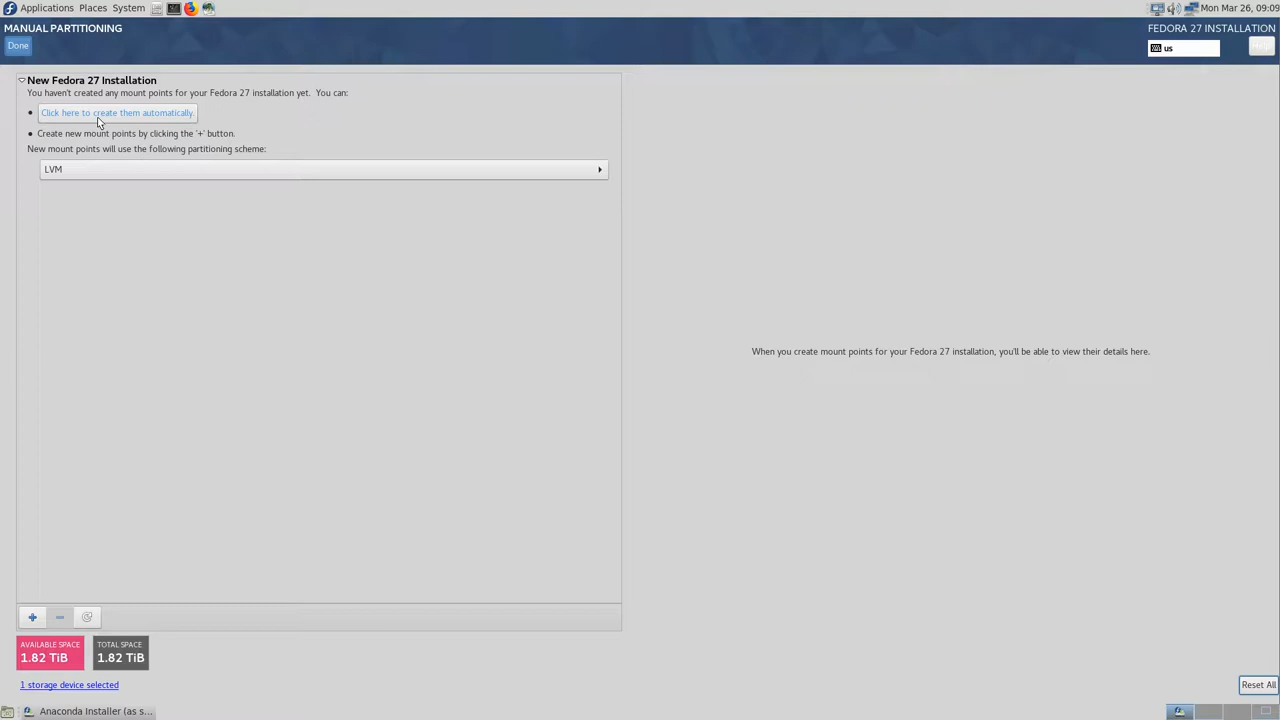 Applications Places System
Mon Mar 26, 09:09
MANUAL PARTITIONING
FEDORA 27 INSTALLATION
Done
us
Help!
New Fedora 27 Installation
You haven't created any mount points for your Fedora 27 installation yet. You can:
• Click here to create them automatically.
• Create new mount points by clicking the '+' button.
New mount points will use the following partitioning scheme:
LVM
When you create mount points for your Fedora 27 installation, you'll be able to view their details here.
AVAILABLE SPACE
1.82 TiB
TOTAL SPACE
1.82 TiB
1 storage device selected
Reset All
Anaconda Installer (as s...